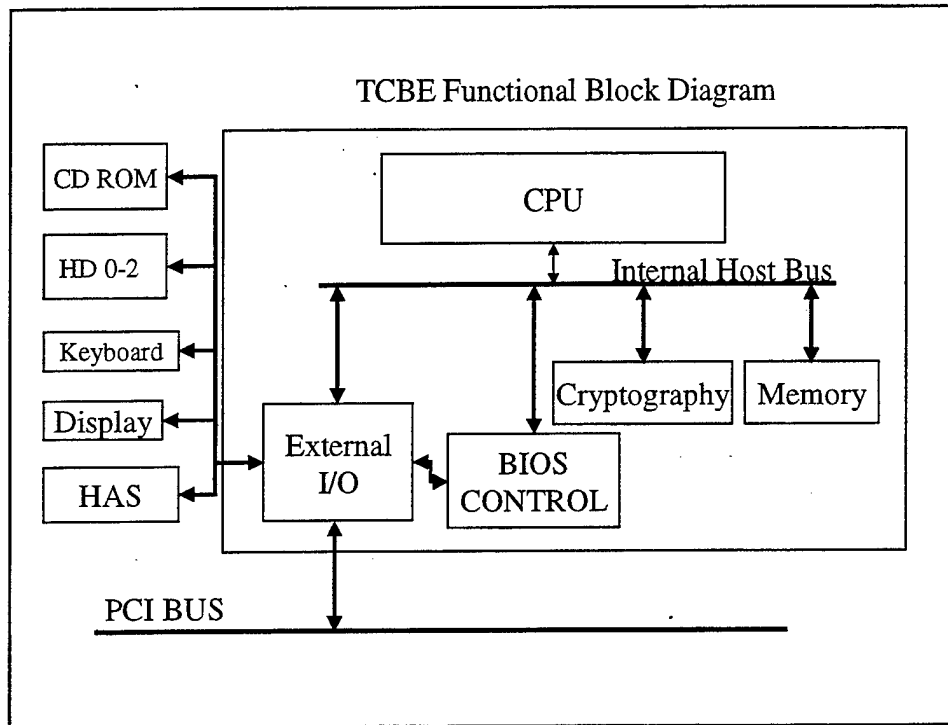 TCBE Functional Block Diagram
CD ROM
HD 0-2
Keyboard
Display
HAS
CPU
Internal Host Bus
Cryptography
Memory
External
I/O
BIOS
CONTROL
PCI BUS